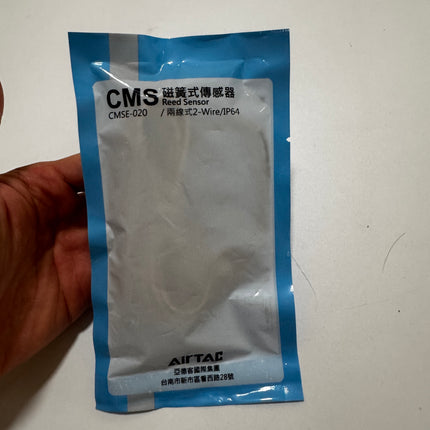 CMS 磁簧式傳感器
Reed Sensor
CMSE-020 / 兩線式2-Wire/IP64
AIRTAC
亞德客國際集團
台南市新市區看西路28號